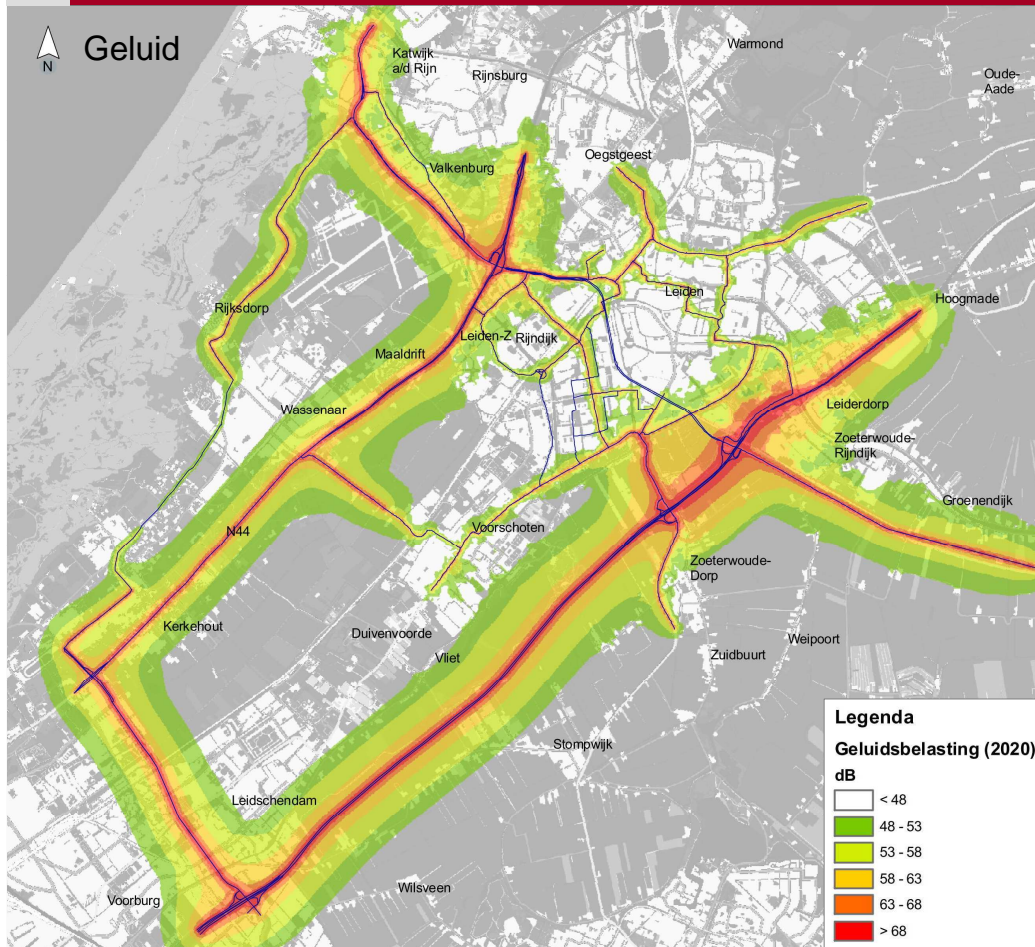 Geluid
N
Katwijk
a/d Rijn
Rijnsburg
Warmond
Oude-
Aade
Valkenburg
Oegstgeest
Rijksdorp
Leiden
Hoogmade
Maaldrift
Leiden-Z
Rijndijk
Wassenaar
Leiderdorp
Zoeterwoude-
Rijndijk
Groenendijk
N44
Voorschoten
Zoeterwoude-
Dorp
Kerkehout
Duivenvoorde
Vliet
Weipoort
Zuidbuurt
Stompwijk
Leidschendam
Voorburg
Wilsveen
Legenda
Geluidsbelasting (2020)
dB
< 48
48 - 53
53 - 58
58 - 63
63 - 68
> 68